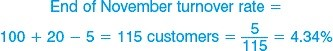 End of November turnover rate =
100 + 20 − 5 = 115 customers = 5/115 = 4.34%